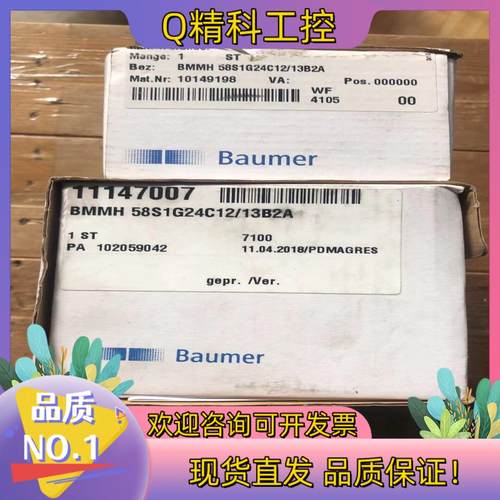 Q精科工控
Menge: 1 ST
Bez: BMMH 58S1G24C12/13B2A
Mat.Nr: 10149198 VA: Pos.000000
WF
4105 00
Baumer
11147007
BMMH 58S1G24C12/13B2A
1 ST 7100
PA 102059042 11.04.2018/PDMAGRES
gepr. /Ver.
Baumer
品质
NO.1
欢迎咨询可开发票
现货直发 品质保证！